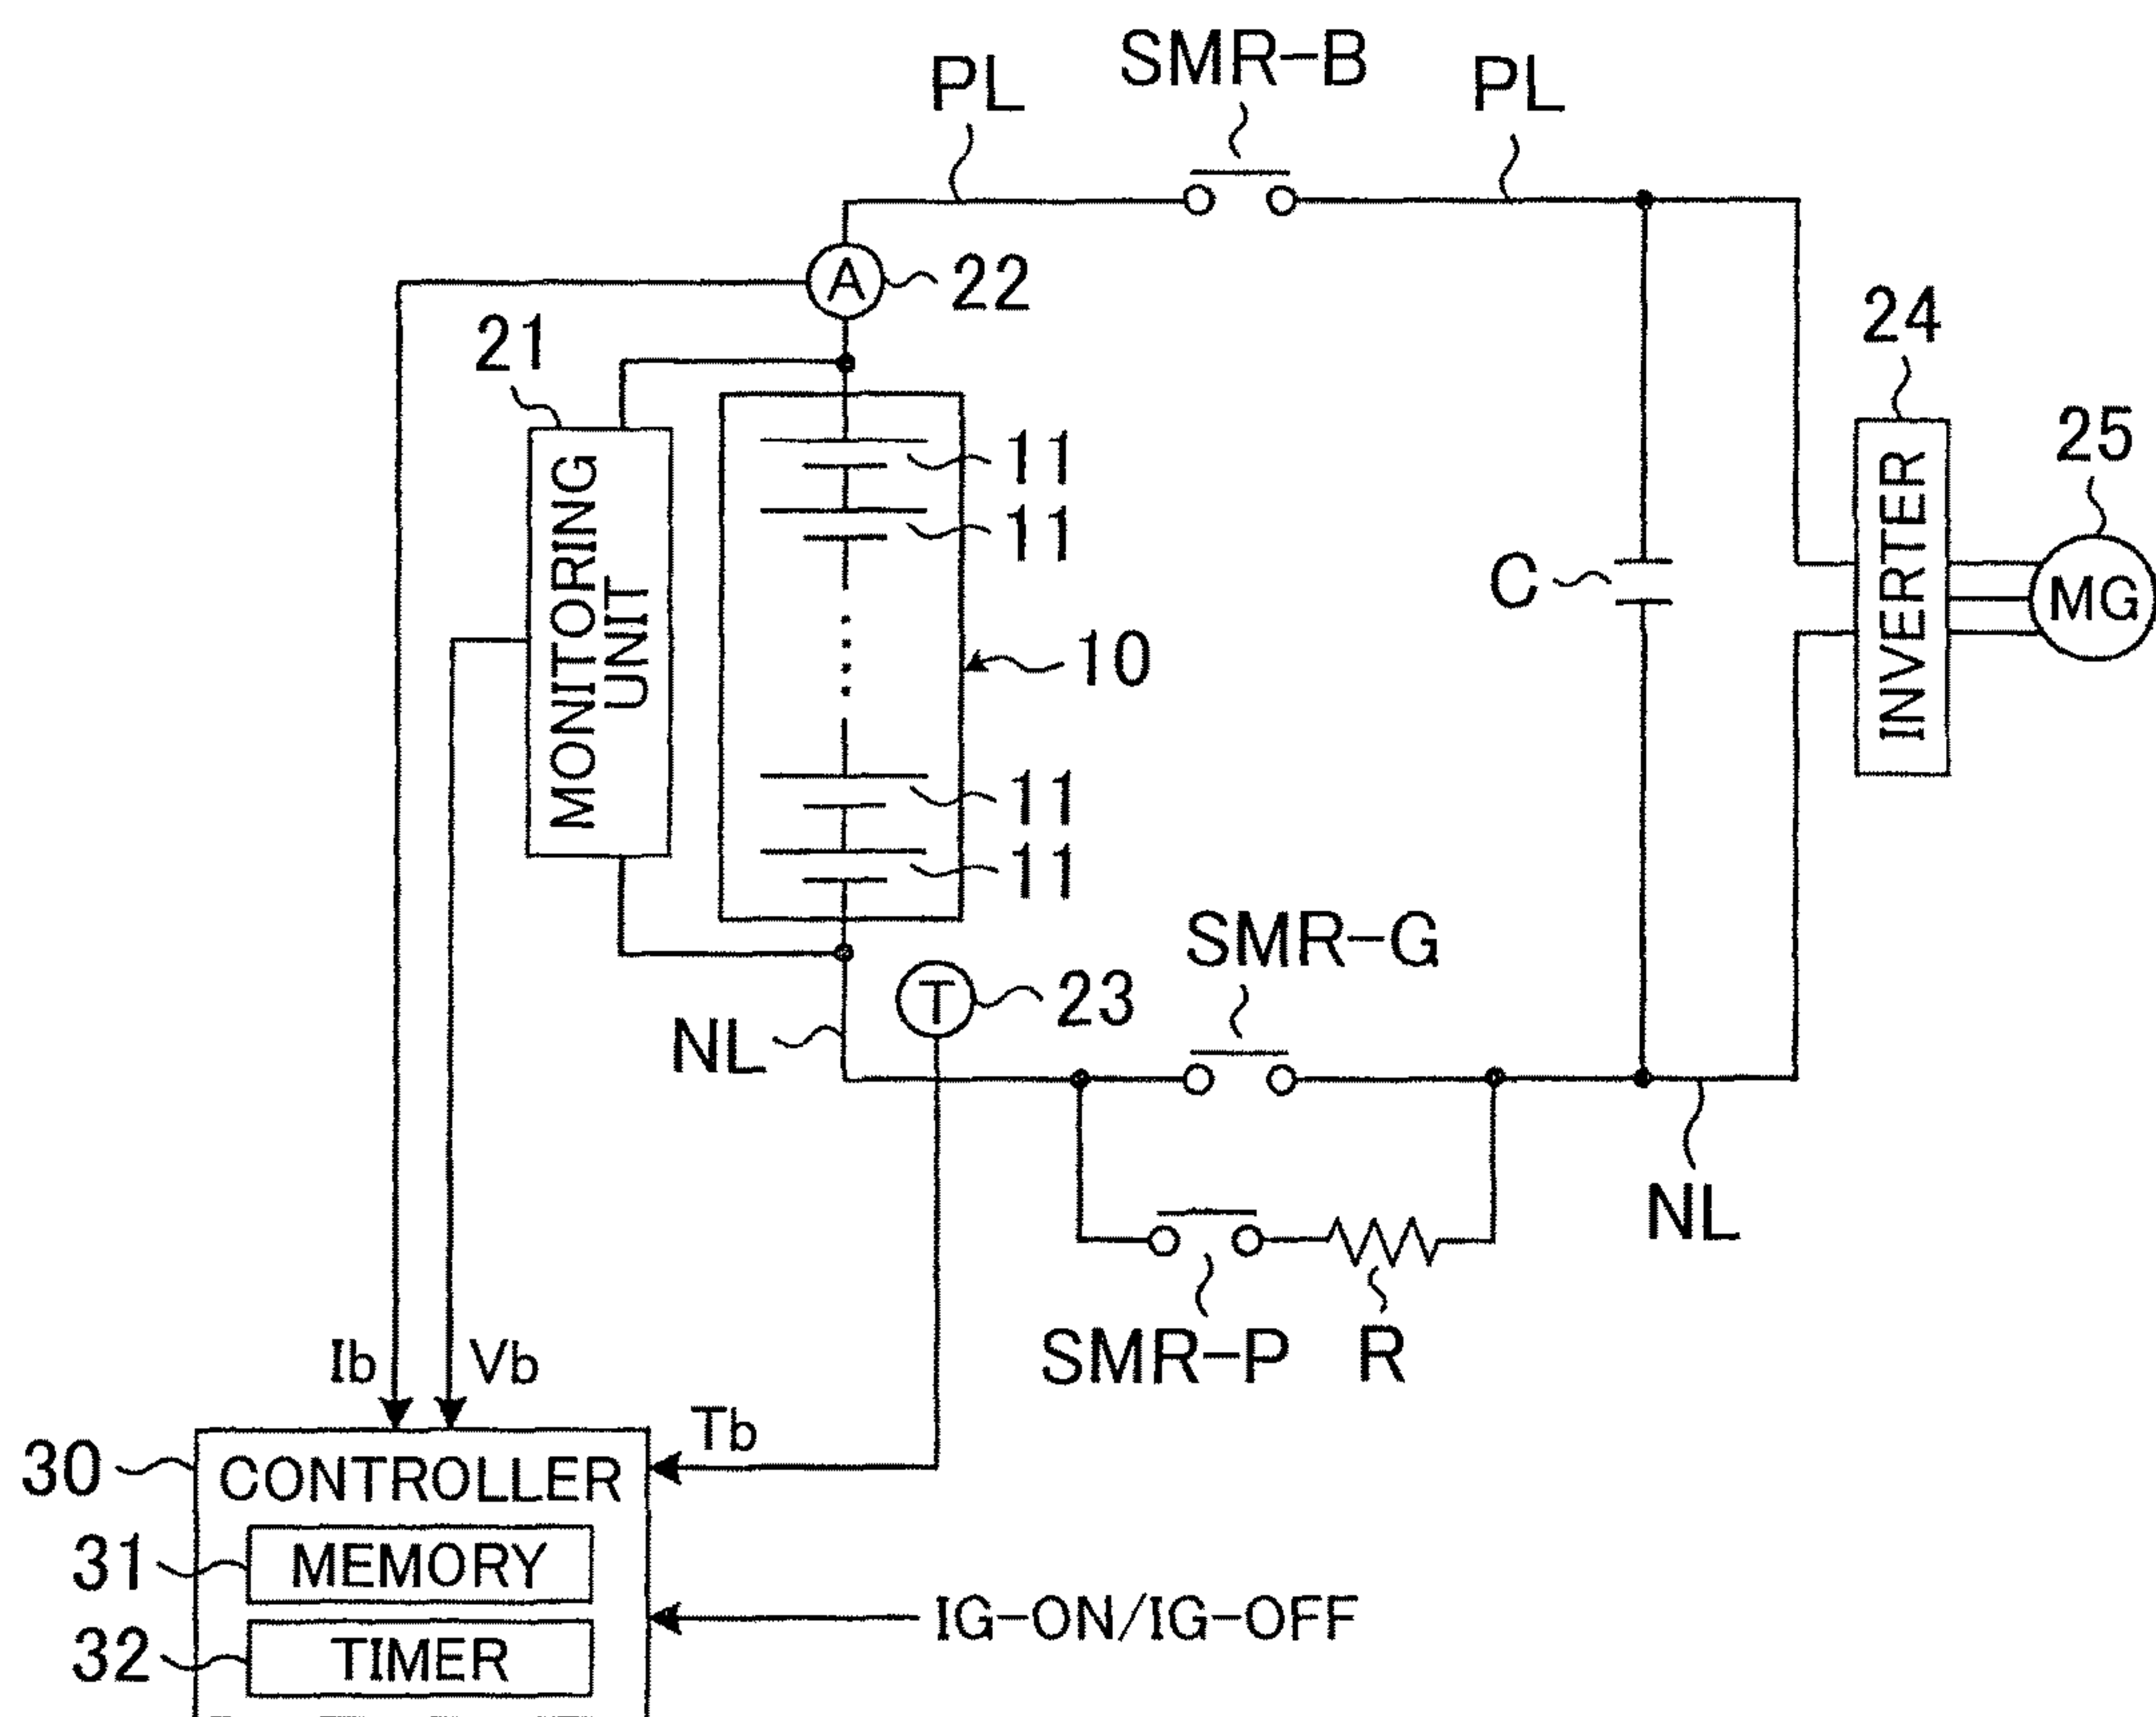 SMR-B
PL
PL
A
22
21
24
25
11
11
MONITORING
UNIT
C
INVERTER
MG
10
11
11
SMR-G
T
23
NL
NL
SMR-P
R
Ib
Vb
Tb
30
CONTROLLER
31
MEMORY
IG-ON/IG-OFF
32
TIMER